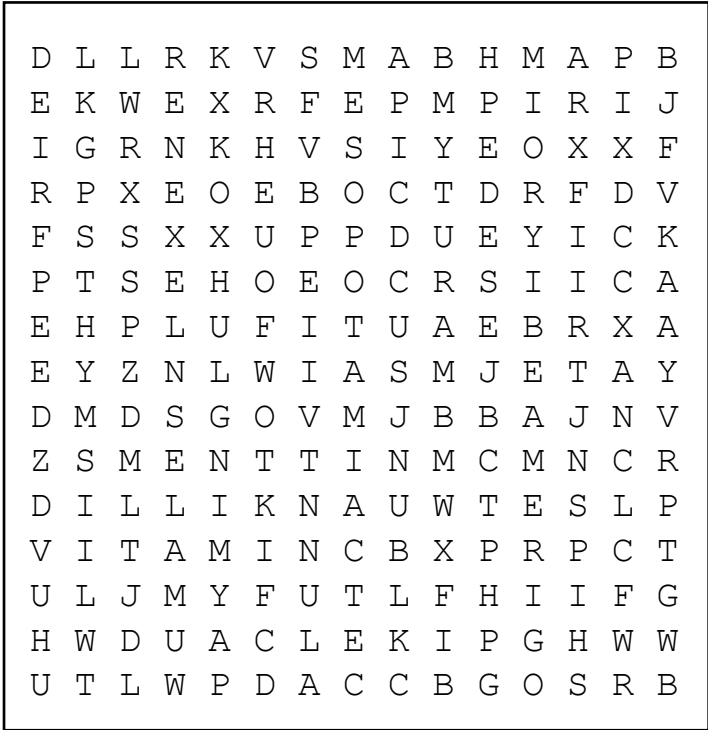 D L L R K V S M A B H M A P B
E K W E X R F E P M P I R I J
I G R N K H V S I Y E O X X F
R P X E O E B O C T D R F D V
F S S X X U P P D U E Y I C K
P T S E H O E O C R S I I C A
E H P L U F I T U A E B R X A
E Y Z N L W I A S M J E T A Y
D M D S G O V M J B B A J N V
Z S M E N T T I N M C M N C R
D I L L I K N A U W T E S L P
V I T A M I N C B X P R P C T
U L J M Y F U T L F H I I F G
H W D U A C L E K I P G H W W
U T L W P D A C C B G O S R B